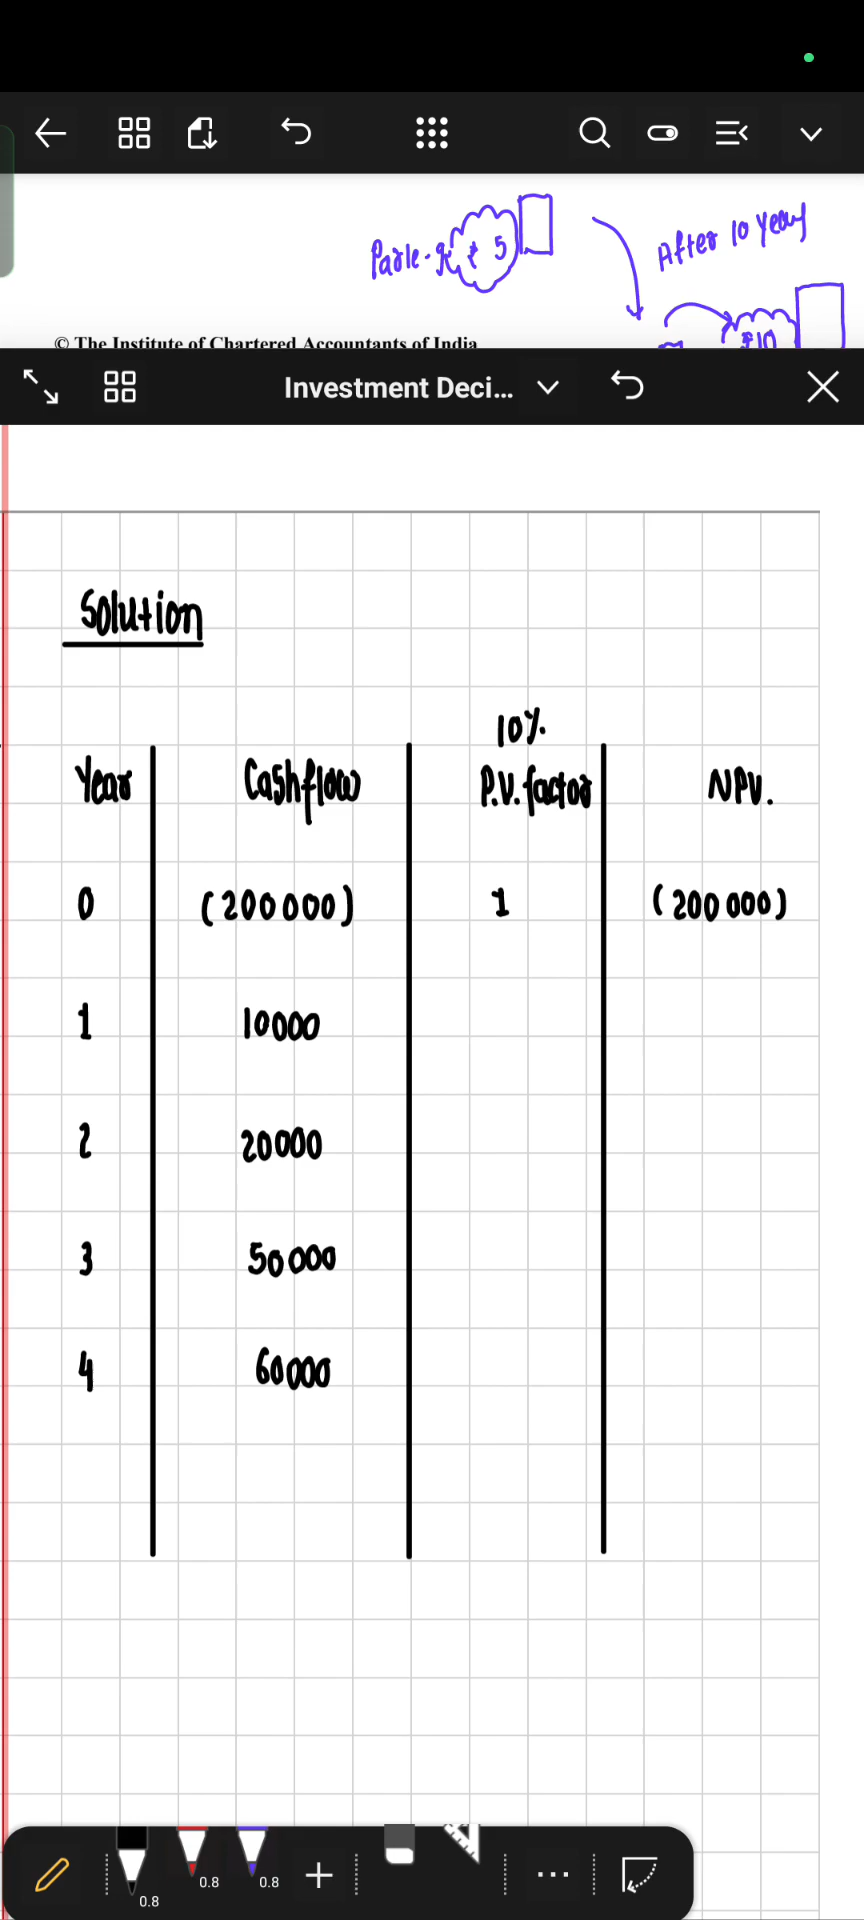 Parle-g ₹ 5
After 10 years
© The Institute of Chartered Accountants of India
₹10
Investment Deci...
Solution
10%
Year Cashflow P.V. factor NPV.
0 (200000) 1 (200 000)
1 10000
2 20000
3 50000
4 60000
0.8 0.8 0.8